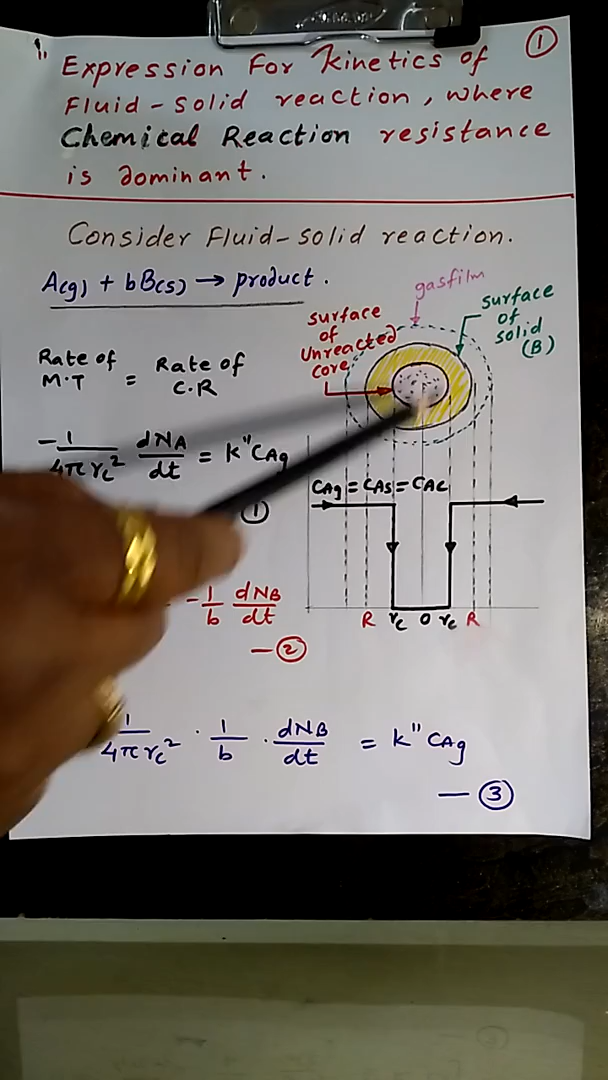 1. Expression For Kinetics of ①
Fluid-Solid reaction, where
Chemical Reaction resistance
is dominant.
Consider Fluid-solid reaction.
A(g) + bB(s) → product.
gasfilm
surface of solid (B)
surface of Unreacted core
Rate of M.T = Rate of C.R
-1/4πrc² dNA/dt = k" CAg
①
CAg = CAs = CAc
- 1/b dNB/dt
— ②
R rc 0 rc R
1/4πrc² · 1/b · dNB/dt = k" CAg
— ③